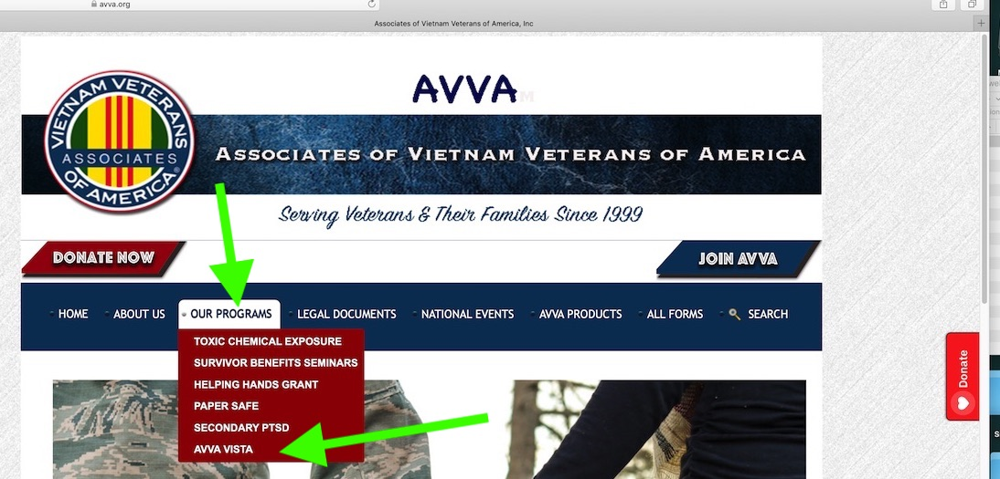 avva.org
Associates of Vietnam Veterans of America, Inc
VIETNAM VETERANS
ASSOCIATES
OF AMERICA
AVVA
ASSOCIATES OF VIETNAM VETERANS OF AMERICA
Serving Veterans & Their Families Since 1999
DONATE NOW
JOIN AVVA
HOME
ABOUT US
OUR PROGRAMS
LEGAL DOCUMENTS
NATIONAL EVENTS
AVVA PRODUCTS
ALL FORMS
SEARCH
TOXIC CHEMICAL EXPOSURE
SURVIVOR BENEFITS SEMINARS
HELPING HANDS GRANT
PAPER SAFE
SECONDARY PTSD
AVVA VISTA
Donate